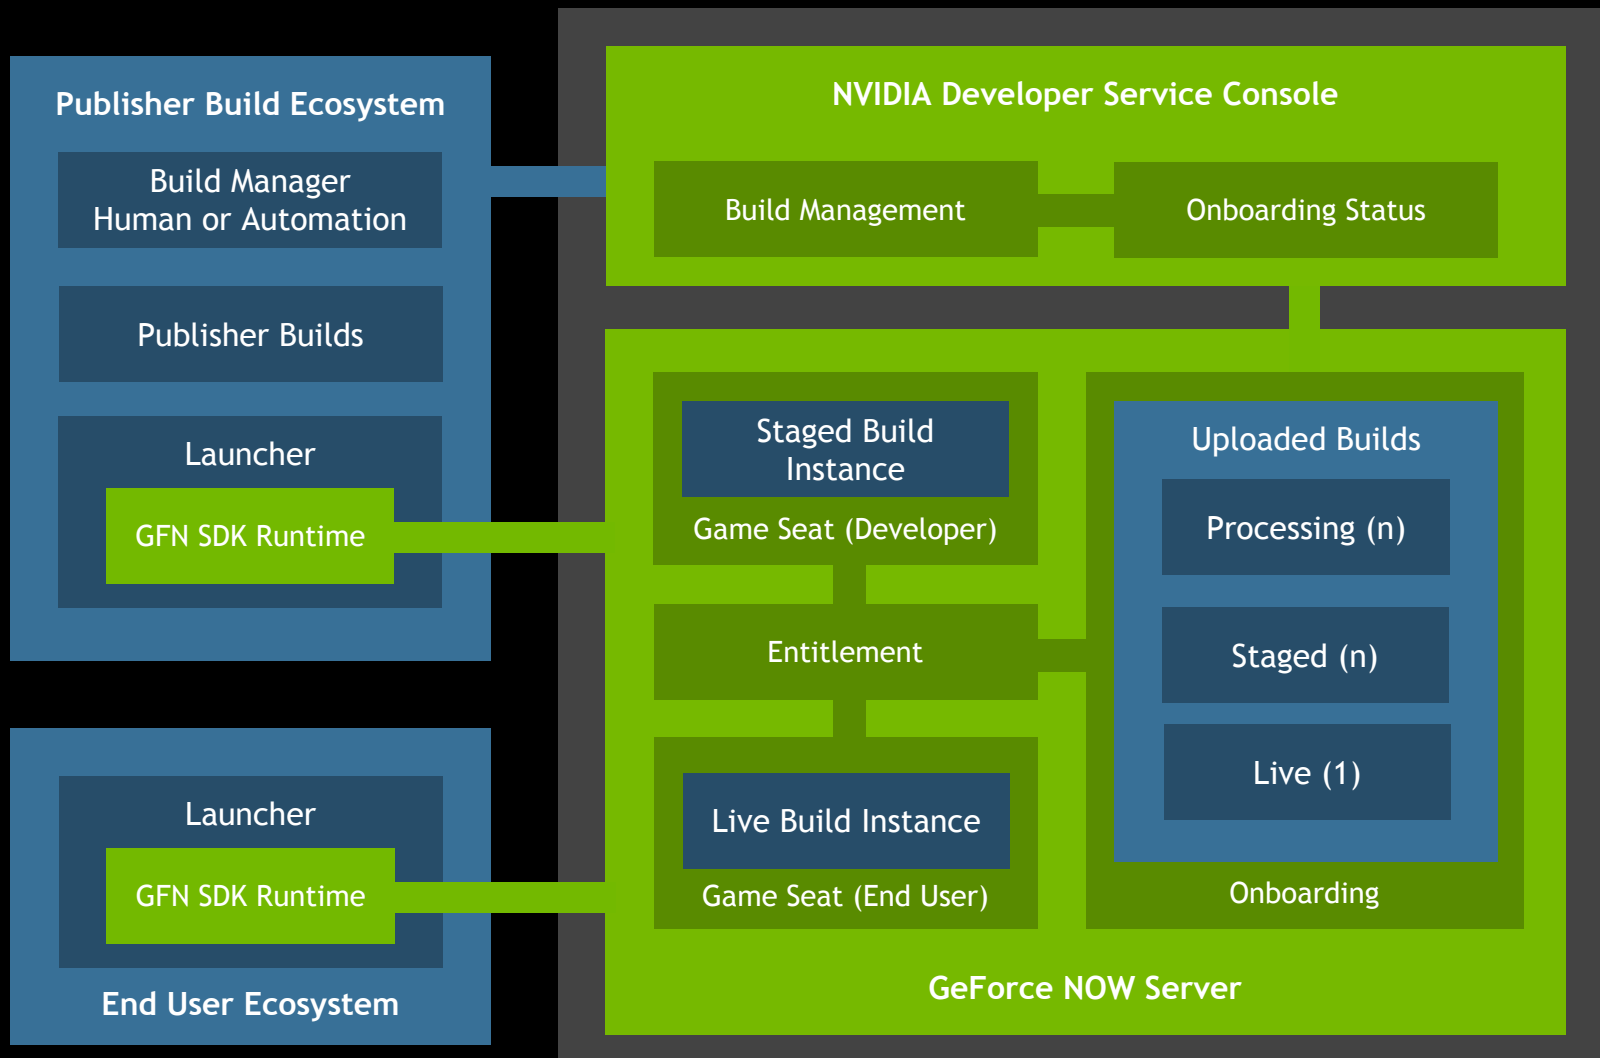 Publisher Build Ecosystem
Build Manager
Human or Automation
Publisher Builds
Launcher
GFN SDK Runtime
Launcher
GFN SDK Runtime
End User Ecosystem
NVIDIA Developer Service Console
Build Management
Onboarding Status
Staged Build
Instance
Game Seat (Developer)
Entitlement
Live Build Instance
Game Seat (End User)
Uploaded Builds
Processing (n)
Staged (n)
Live (1)
Onboarding
GeForce NOW Server